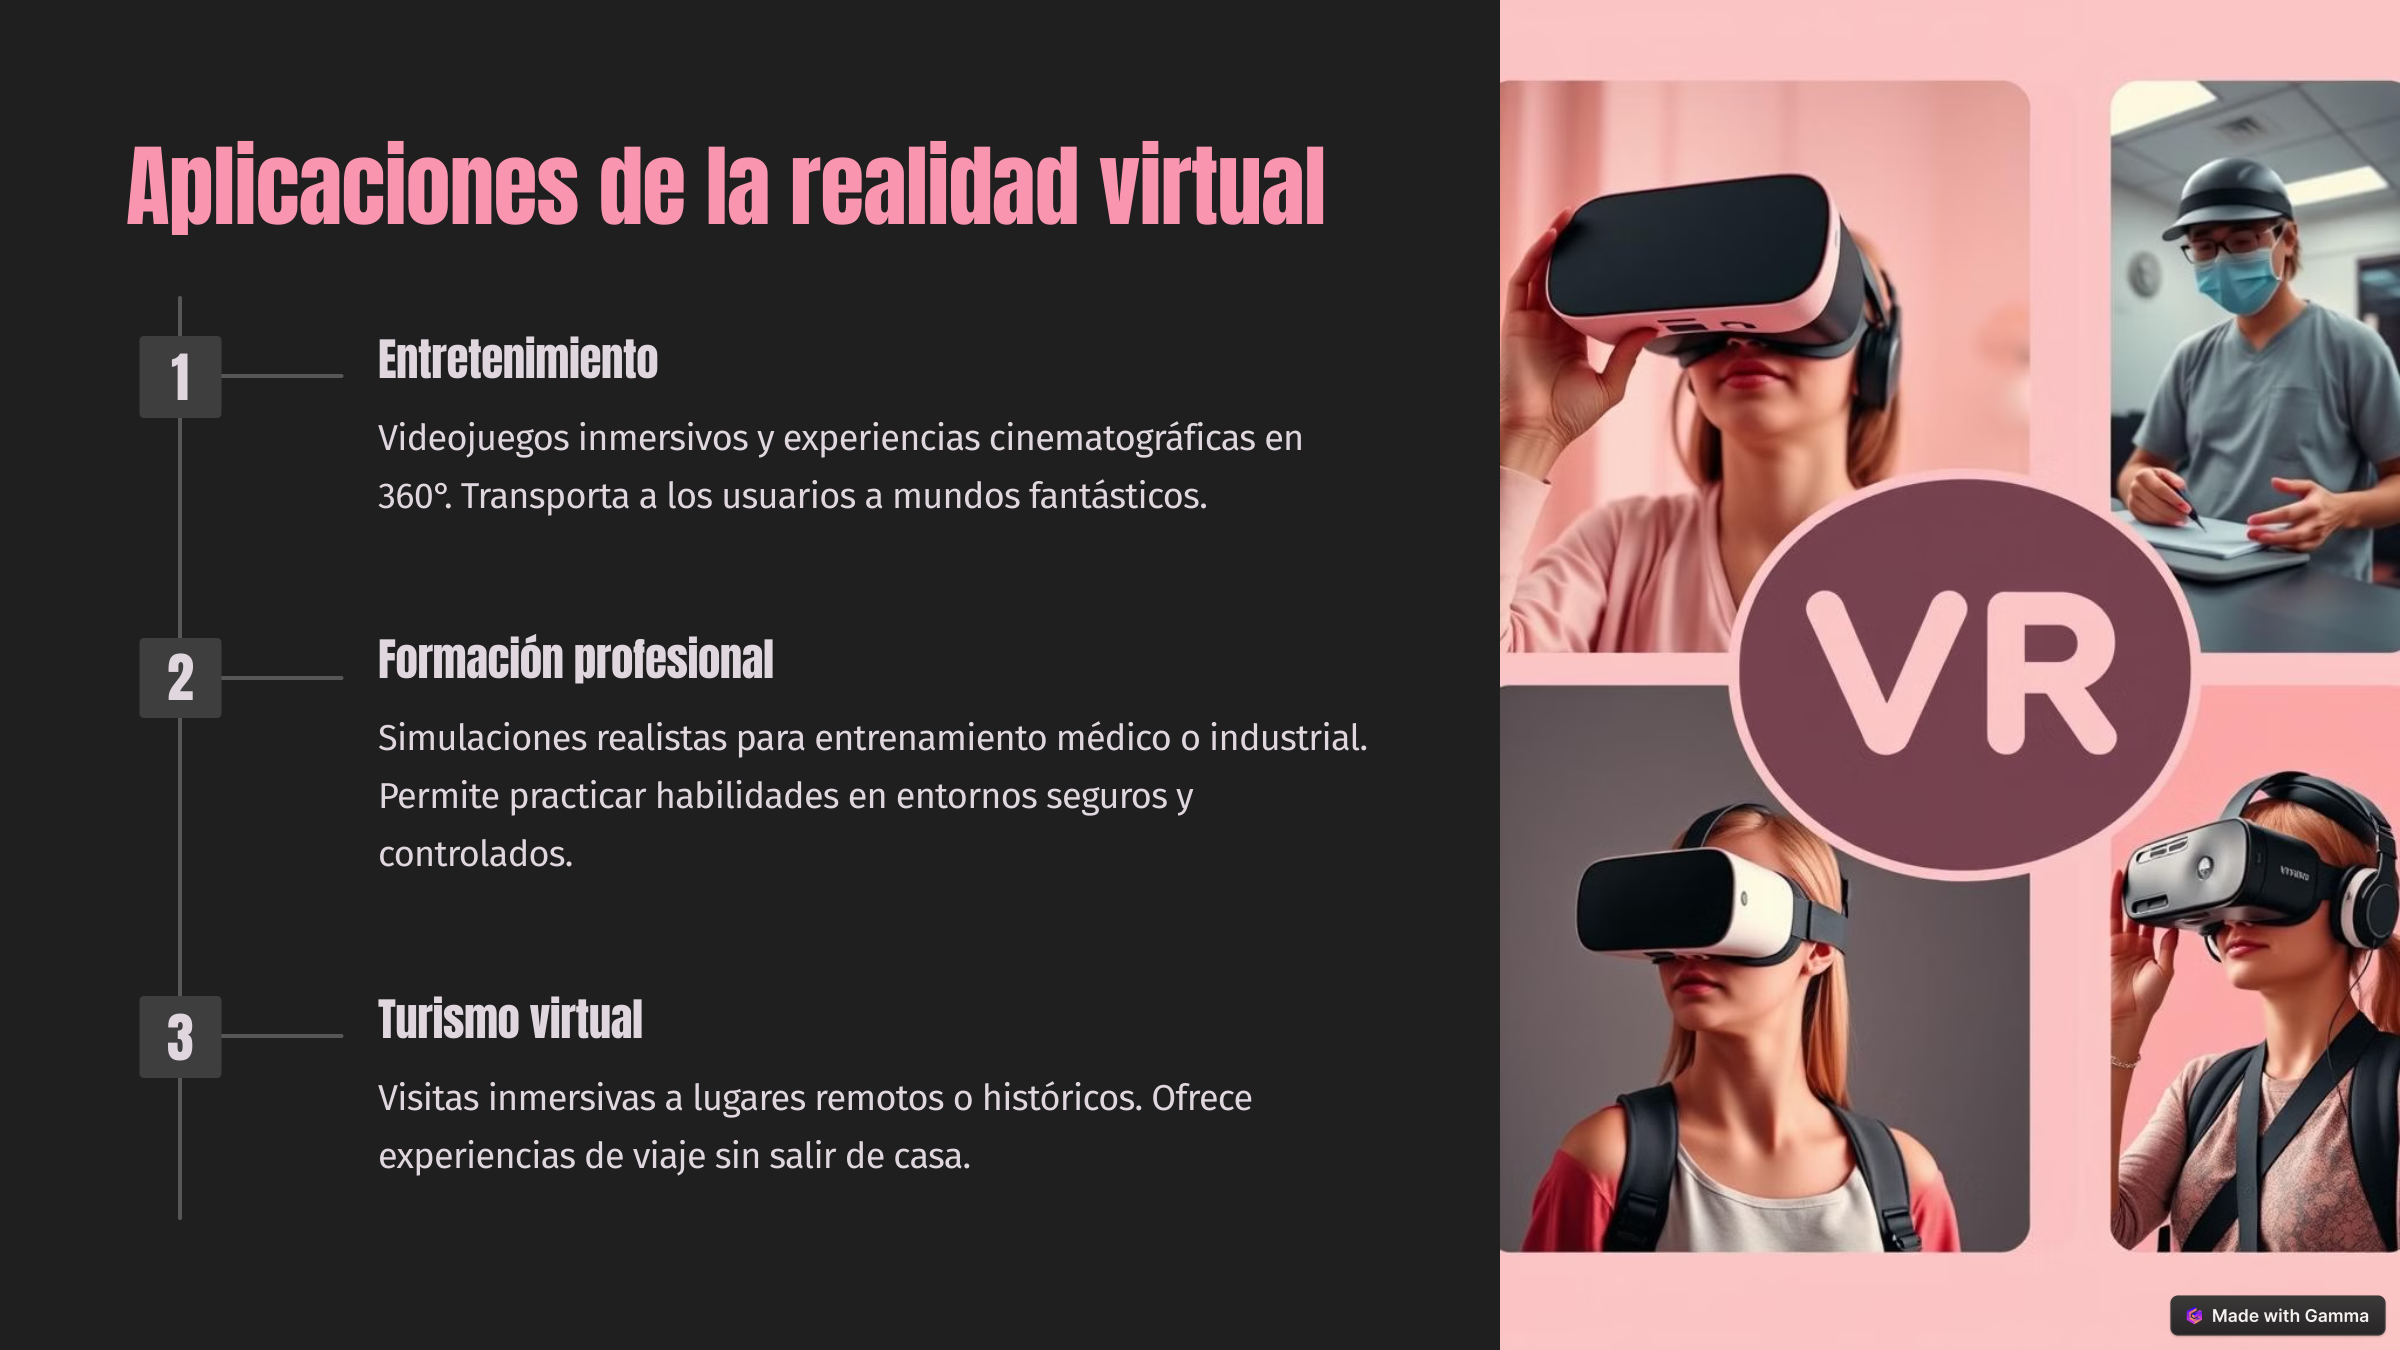 Aplicaciones de la realidad virtual
1
Entretenimiento
Videojuegos inmersivos y experiencias cinematográficas en
360°. Transporta a los usuarios a mundos fantásticos.
2
Formación profesional
Simulaciones realistas para entrenamiento médico o industrial.
Permite practicar habilidades en entornos seguros y
controlados.
3
Turismo virtual
Visitas inmersivas a lugares remotos o históricos. Ofrece
experiencias de viaje sin salir de casa.
VR
Made with Gamma